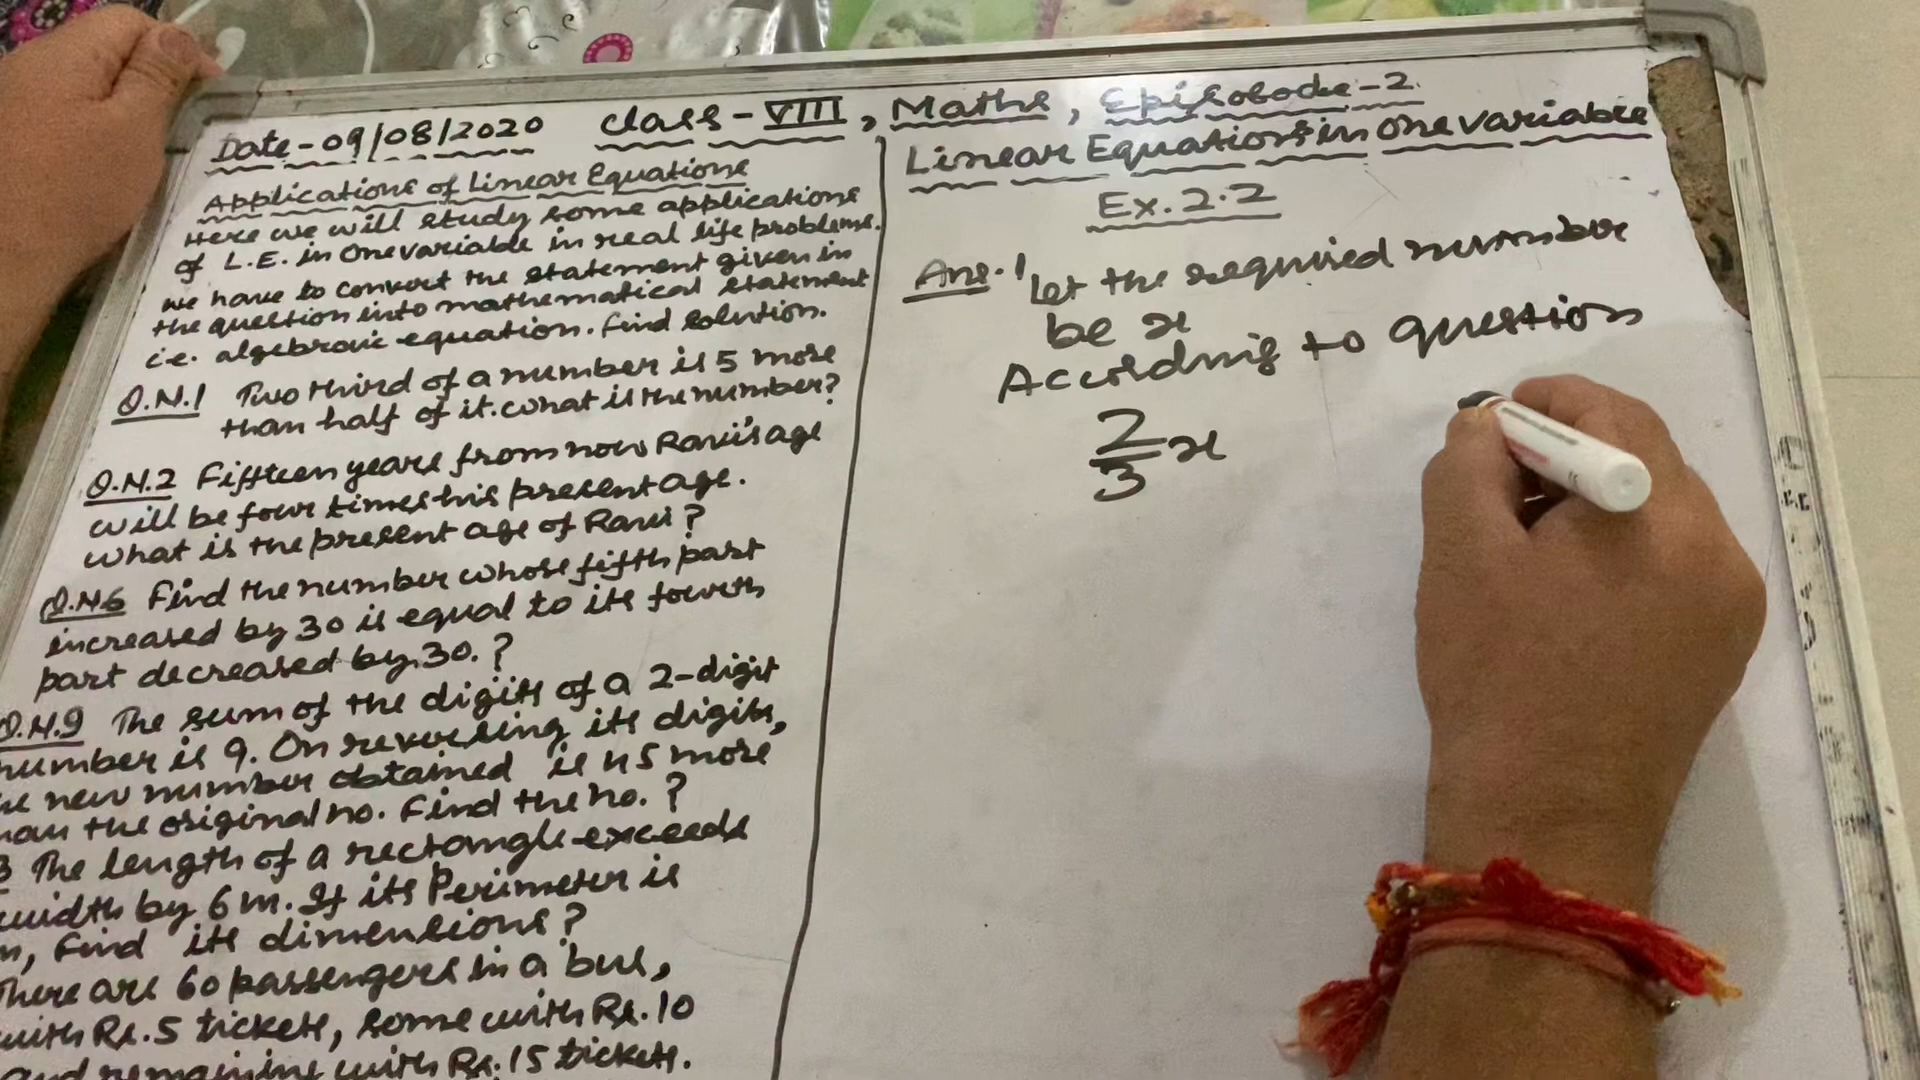 Date-09/08/2020 Class-VIII, Maths, Episobode-2
Applications of Linear Equations
Here we will study some applications
of L.E. in one variable in real life problems.
we have to convert the statement given in
the question into mathematical statement
i.e. algebraic equation. Find solution.
Q.N.1 Two third of a number is 5 more
than half of it. What is the number?
Q.N.2 Fifteen years from now Ravi's age
will be four times his present age.
What is the present age of Ravi?
Q.N.6 Find the number whose fifth part
increased by 30 is equal to its fourth
part decreased by 30.?
Q.N.9 The sum of the digits of a 2-digit
number is 9. On reversing its digits,
new number obtained is 45 more
than the original no. Find the no.?
3 The length of a rectangle exceeds
width by 6 m. If its Perimeter is
m, Find its dimensions?
There are 60 passengers in a bus,
with Rs.5 tickets, some with Rs.10
and remaining with Rs.15 tickets.
Linear Equations in One variable
Ex.2.2
Ans.1 Let the required number
be x
According to question
2/3 x